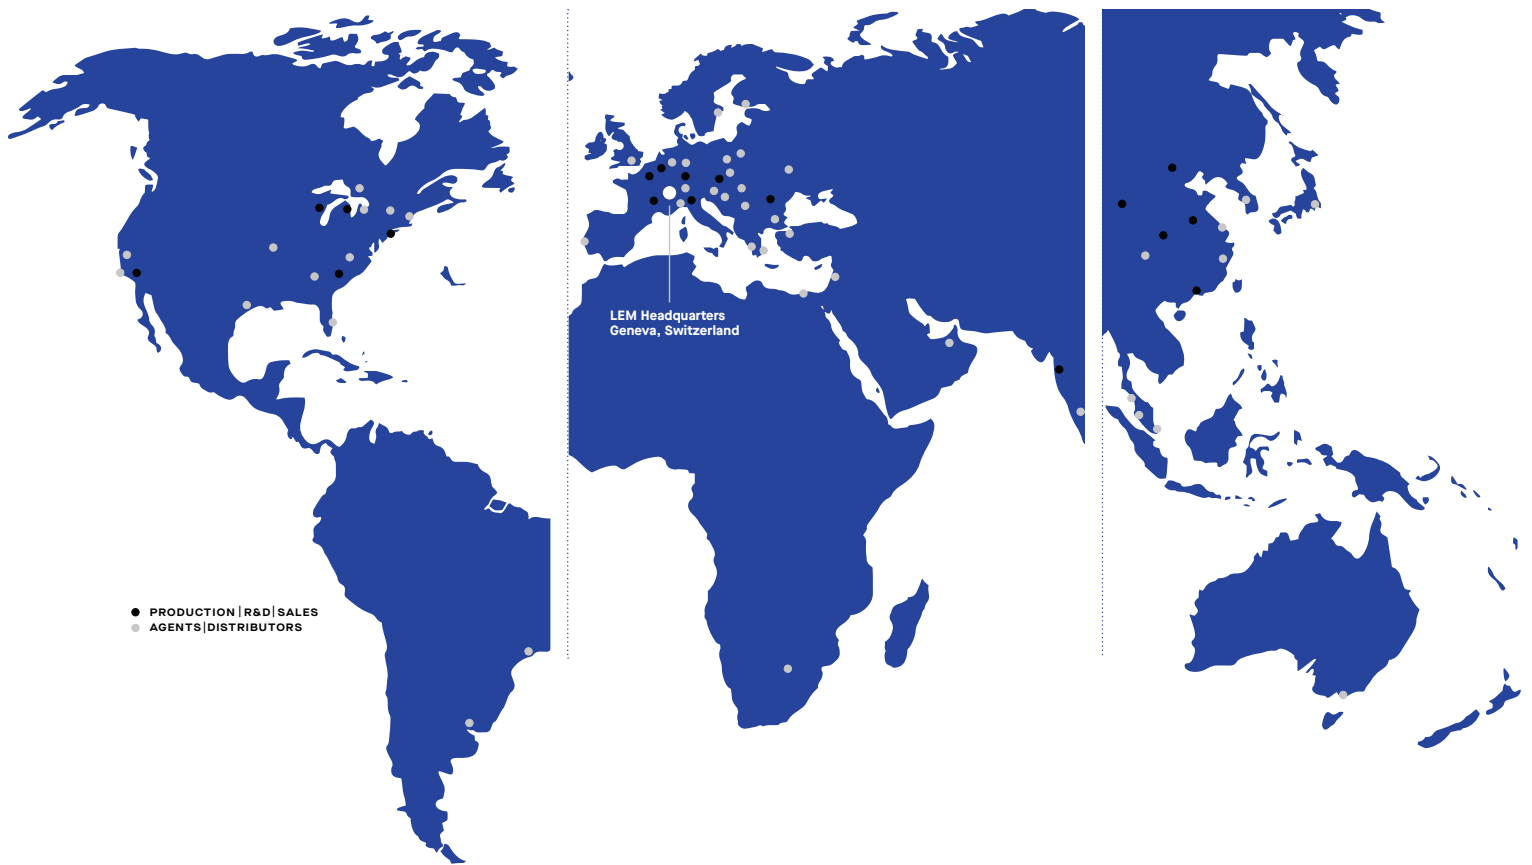 LEM Headquarters
Geneva, Switzerland
PRODUCTION|R&D|SALES
AGENTS|DISTRIBUTORS